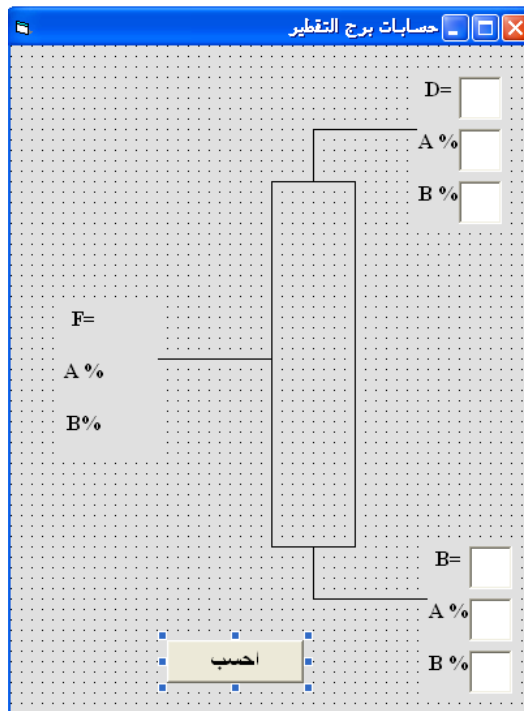 حسابات برج التقطير
D=
A %
B %
F=
A %
B%
B=
A %
B %
احسب